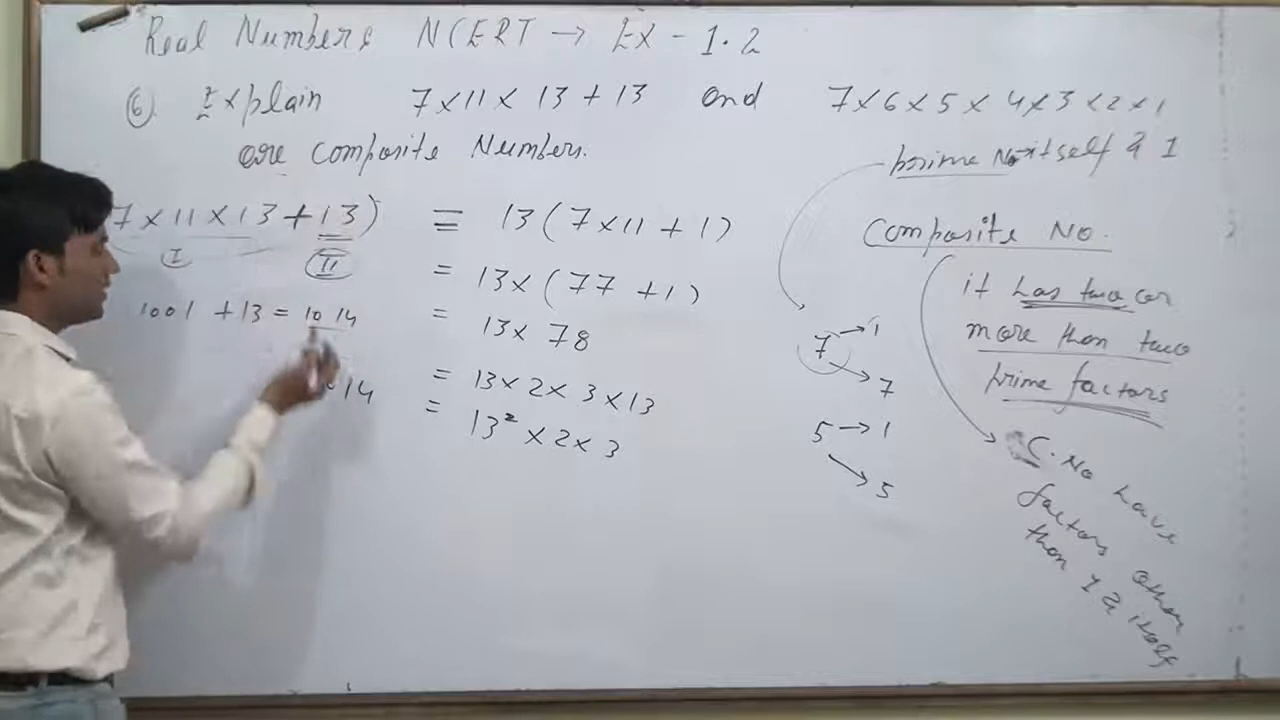 Real Numbers NCERT → EX - 1.2
⑥ Explain 7×11×13+13 and 7×6×5×4×3×2×1
are composite Numbers.
prime No itself & 1
7×11×13+13) = 13(7×11+1)
I II
= 13×(77+1)
1001 +13 = 1014
= 13×78
14
= 13×2×3×13
= 13²×2×3
Composite No.
it has two or
more than two
prime factors
7 → 1
→ 7
5 → 1
→ 5
C. No have
factors other
than 1 & itself